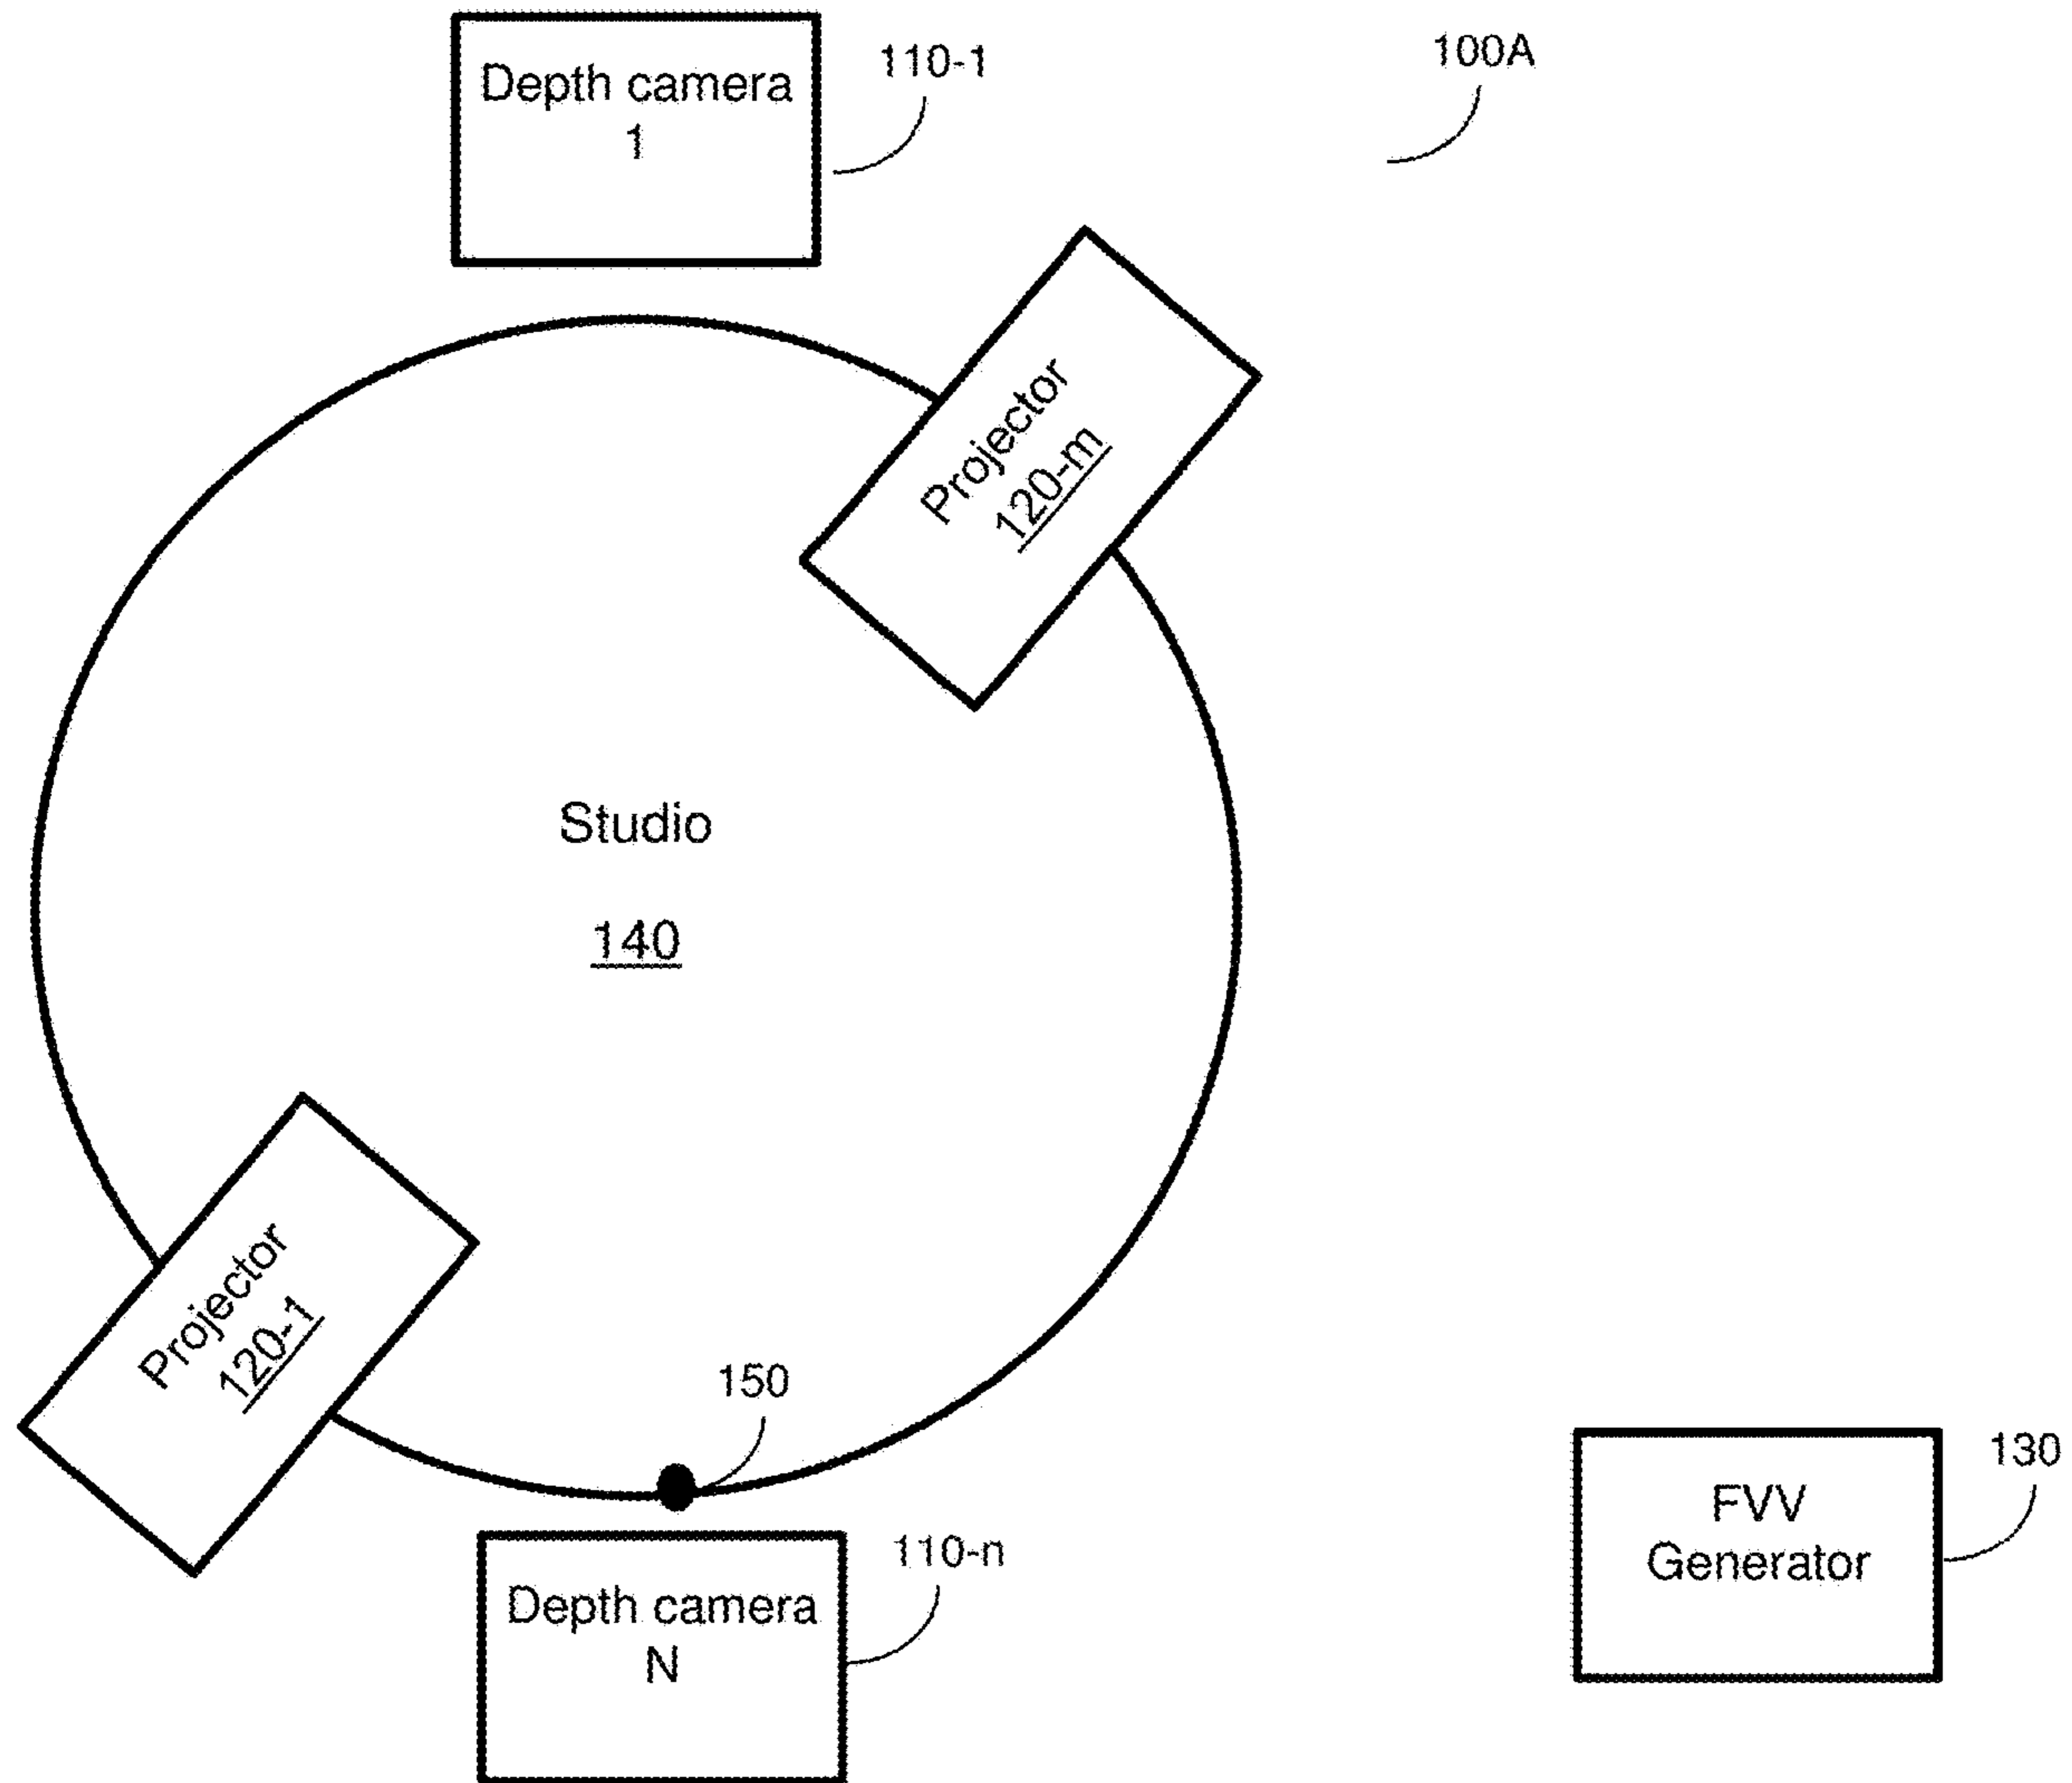 Depth camera
1
110-1
100A
Projector
120-m
Studio
140
Projector
120-1
150
Depth camera
N
110-n
FVV
Generator
130